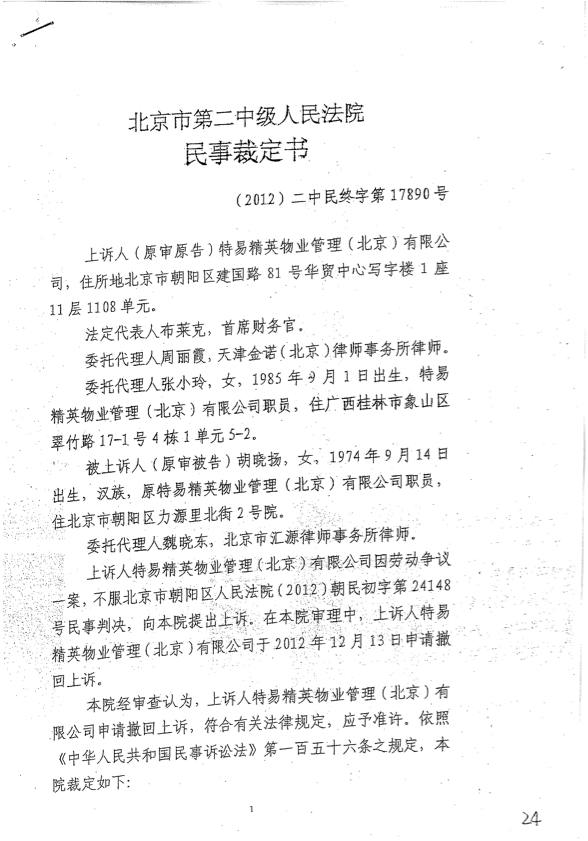 北京市第二中级人民法院
民事裁定书
（2012）二中民终字第 17890 号
上诉人（原审原告）特易精英物业管理（北京）有限公
司，住所地北京市朝阳区建国路 81 号华贸中心写字楼 1 座
11 层 1108 单元。
法定代表人布莱克，首席财务官。
委托代理人周丽霞，天津金诺（北京）律师事务所律师。
委托代理人张小玲，女，1985 年 9 月 1 日出生，特易
精英物业管理（北京）有限公司职员，住广西桂林市象山区
翠竹路 17-1 号 4 栋 1 单元 5-2。
被上诉人（原审被告）胡晓扬，女，1974 年 9 月 14 日
出生，汉族，原特易精英物业管理（北京）有限公司职员，
住北京市朝阳区力源里北街 2 号院。
委托代理人魏晓东，北京市汇源律师事务所律师。
上诉人特易精英物业管理（北京）有限公司因劳动争议
一案，不服北京市朝阳区人民法院（2012）朝民初字第 24148
号民事判决，向本院提出上诉。在本院审理中，上诉人特易
精英物业管理（北京）有限公司于 2012 年 12 月 13 日申请撤
回上诉。
本院经审查认为，上诉人特易精英物业管理（北京）有
限公司申请撤回上诉，符合有关法律规定，应予准许。依照
《中华人民共和国民事诉讼法》第一百五十六条之规定，本
院裁定如下：
1
24